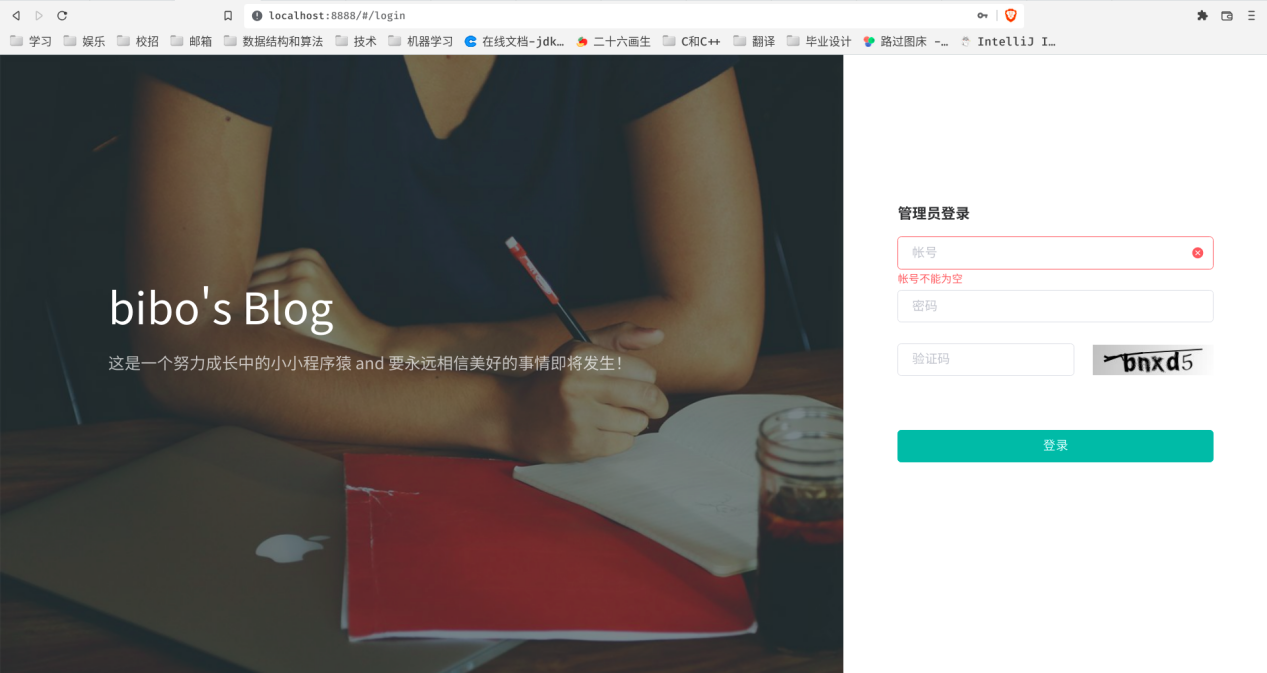 localhost:8888/#/login
学习 娱乐 校招 邮箱 数据结构和算法 技术 机器学习 在线文档-jdk… 二十六画生 C和C++ 翻译 毕业设计 路过图床 -… IntelliJ I…
管理员登录
帐号
帐号不能为空
密码
验证码 bnxd5
登录
bibo's Blog
这是一个努力成长中的小小程序猿 and 要永远相信美好的事情即将发生！